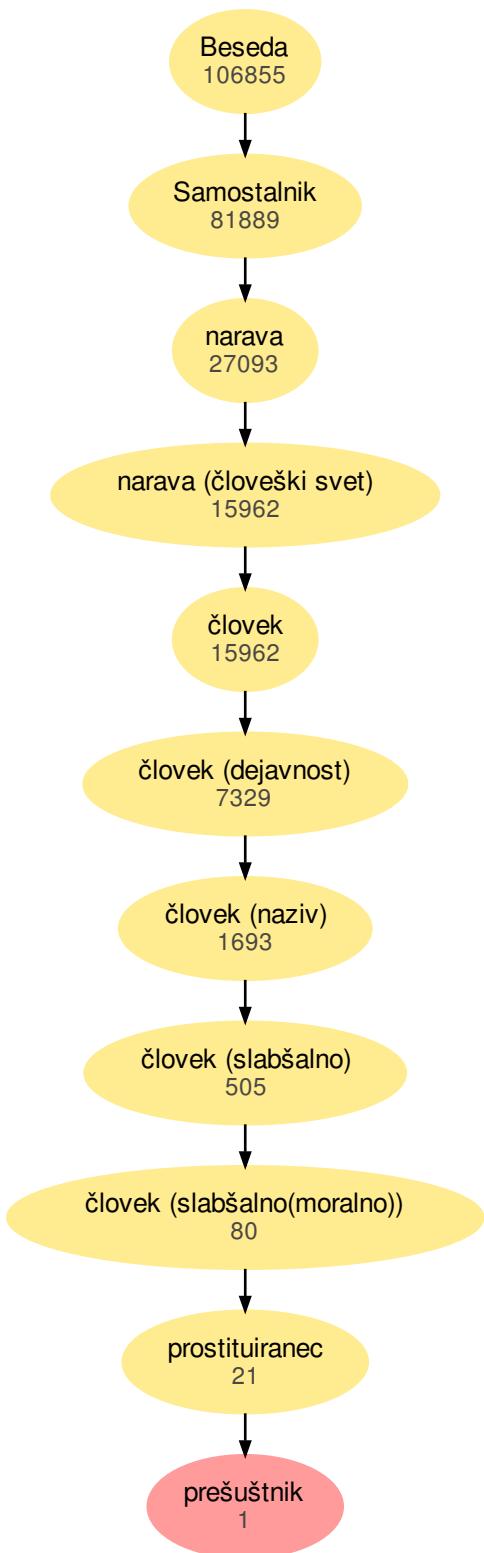 Beseda
106855
Samostalnik
81889
narava
27093
narava (človeški svet)
15962
človek
15962
človek (dejavnost)
7329
človek (naziv)
1693
človek (slabšalno)
505
človek (slabšalno(moralno))
80
prostituiranec
21
prešuštnik
1